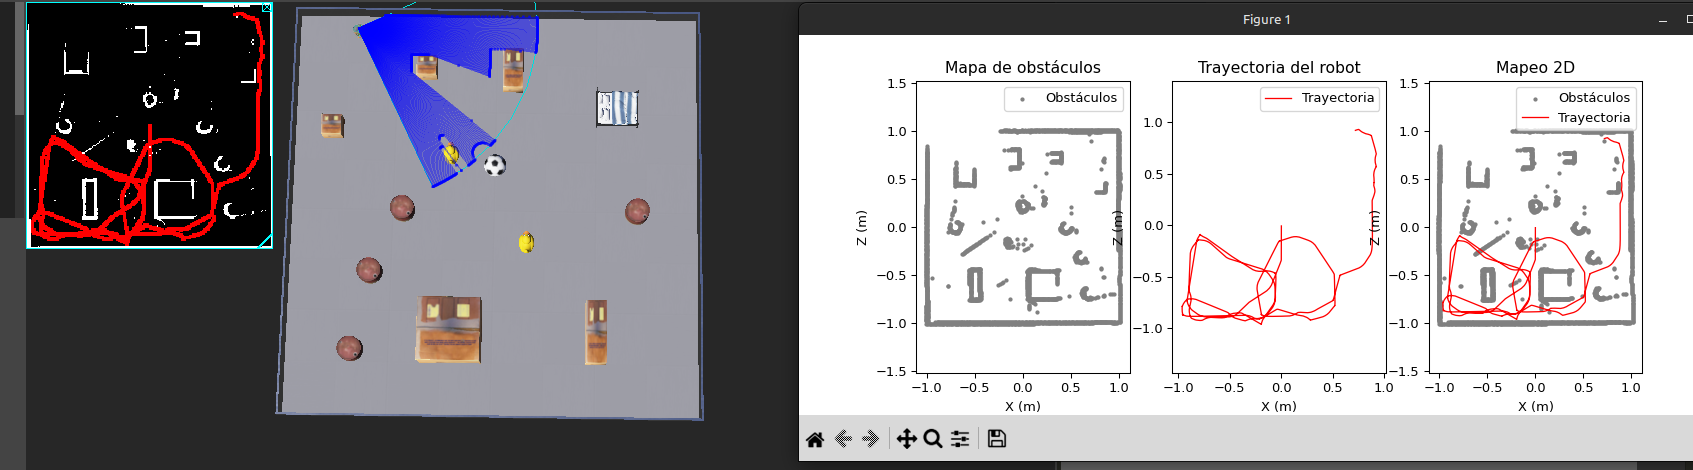 Figure 1
Mapa de obstáculos
Obstáculos
1.5
1.0
0.5
0.0
−0.5
−1.0
−1.5
−1.0 −0.5 0.0 0.5 1.0
X (m)
Z (m)
Trayectoria del robot
Trayectoria
1.0
0.5
0.0
−0.5
−1.0
−1.0 −0.5 0.0 0.5 1.0
X (m)
Z (m)
Mapeo 2D
Obstáculos
Trayectoria
1.5
1.0
0.5
0.0
−0.5
−1.0
−1.5
−1.0 −0.5 0.0 0.5 1.0
X (m)
Z (m)